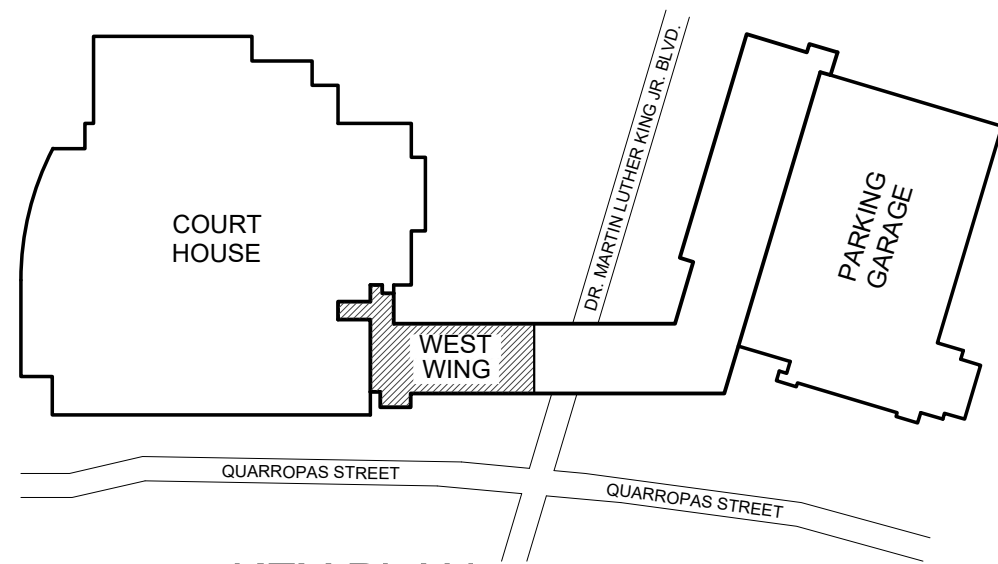 COURT
HOUSE
WEST
WING
DR. MARTIN LUTHER KING JR. BLVD.
PARKING
GARAGE
QUARROPAS STREET
QUARROPAS STREET